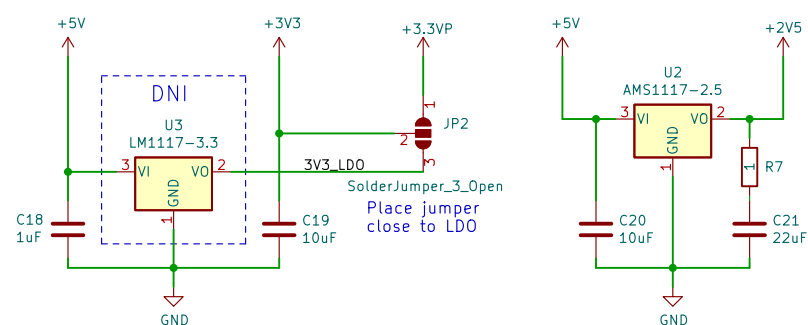 +5V
+3V3
+3.3VP
DNI
U3
LM1117-3.3
3
VI
VO
2
GND
1
3V3_LDO
1
2
3
JP2
SolderJumper_3_Open
Place jumper
close to LDO
C18
1uF
C19
10uF
GND
+5V
+2V5
U2
AMS1117-2.5
3
VI
VO
2
GND
1
1
R7
C20
10uF
C21
22uF
GND